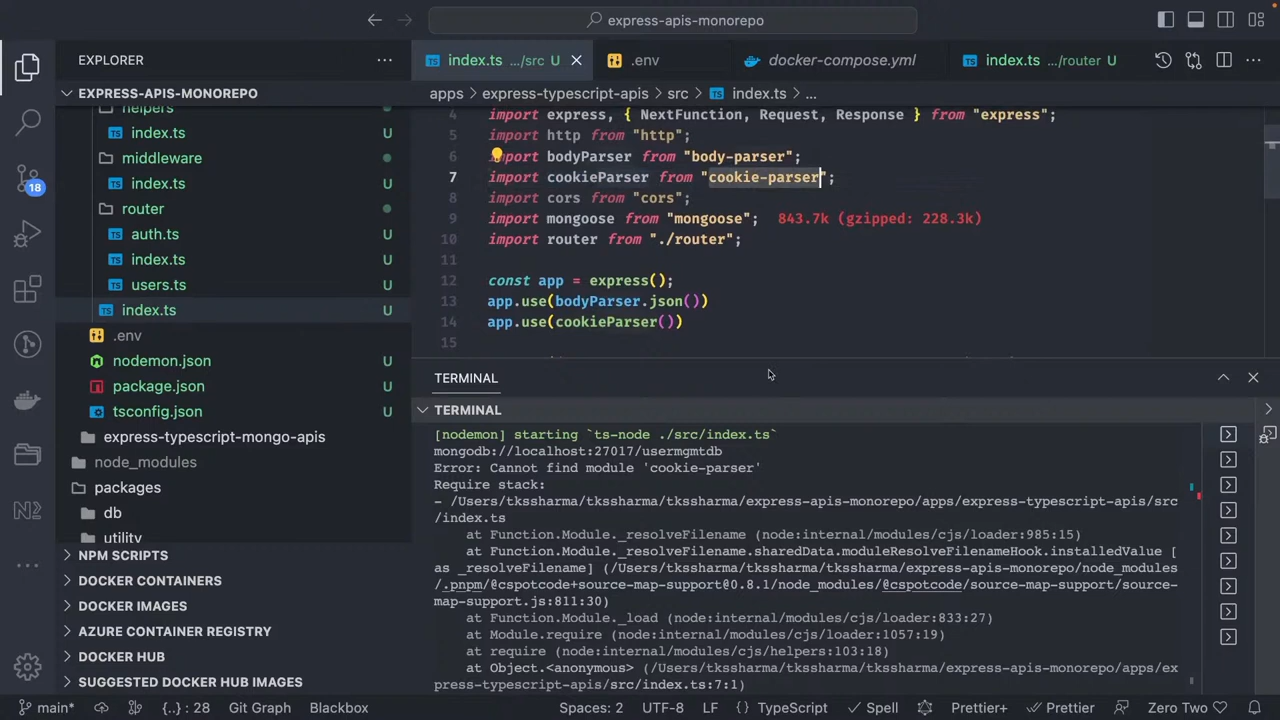 express-apis-monorepo
EXPLORER
index.ts .../src U
.env
docker-compose.yml
index.ts .../router U
EXPRESS-APIS-MONOREPO
apps > express-typescript-apis > src > index.ts > ...
helpers
index.ts U
middleware
index.ts U
router
auth.ts U
index.ts U
users.ts U
index.ts U
.env
nodemon.json U
package.json U
tsconfig.json U
express-typescript-mongo-apis
node_modules
packages
db
utility
NPM SCRIPTS
DOCKER CONTAINERS
DOCKER IMAGES
AZURE CONTAINER REGISTRY
DOCKER HUB
SUGGESTED DOCKER HUB IMAGES
18
4 import express, { NextFunction, Request, Response } from "express";
5 import http from "http";
6 import bodyParser from "body-parser";
7 import cookieParser from "cookie-parser";
8 import cors from "cors";
9 import mongoose from "mongoose"; 843.7k (gzipped: 228.3k)
10 import router from "./router";
11
12 const app = express();
13 app.use(bodyParser.json())
14 app.use(cookieParser())
15
TERMINAL
TERMINAL
[nodemon] starting `ts-node ./src/index.ts`
mongodb://localhost:27017/usermgmtdb
Error: Cannot find module 'cookie-parser'
Require stack:
- /Users/tkssharma/tkssharma/express-apis-monorepo/apps/express-typescript-apis/src
/index.ts
at Function.Module._resolveFilename (node:internal/modules/cjs/loader:985:15)
at Function.Module._resolveFilename.sharedData.moduleResolveFilenameHook.installedValue [
as _resolveFilename] (/Users/tkssharma/tkssharma/express-apis-monorepo/node_modules
/.pnpm/@cspotcode+source-map-support@0.8.1/node_modules/@cspotcode/source-map-support/source-
map-support.js:811:30)
at Function.Module._load (node:internal/modules/cjs/loader:833:27)
at Module.require (node:internal/modules/cjs/loader:1057:19)
at require (node:internal/modules/cjs/helpers:103:18)
at Object.<anonymous> (/Users/tkssharma/tkssharma/express-apis-monorepo/apps/ex
press-typescript-apis/src/index.ts:7:1)
main*
{..} : 28
Git Graph
Blackbox
Spaces: 2
UTF-8
LF
{} TypeScript
Spell
Prettier+
Prettier
Zero Two